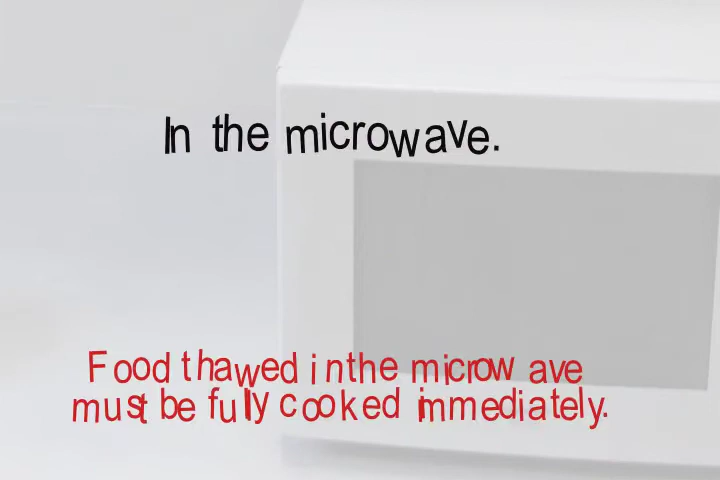 In the microwave.
Food thawed in the microwave
must be fully cooked immediately.